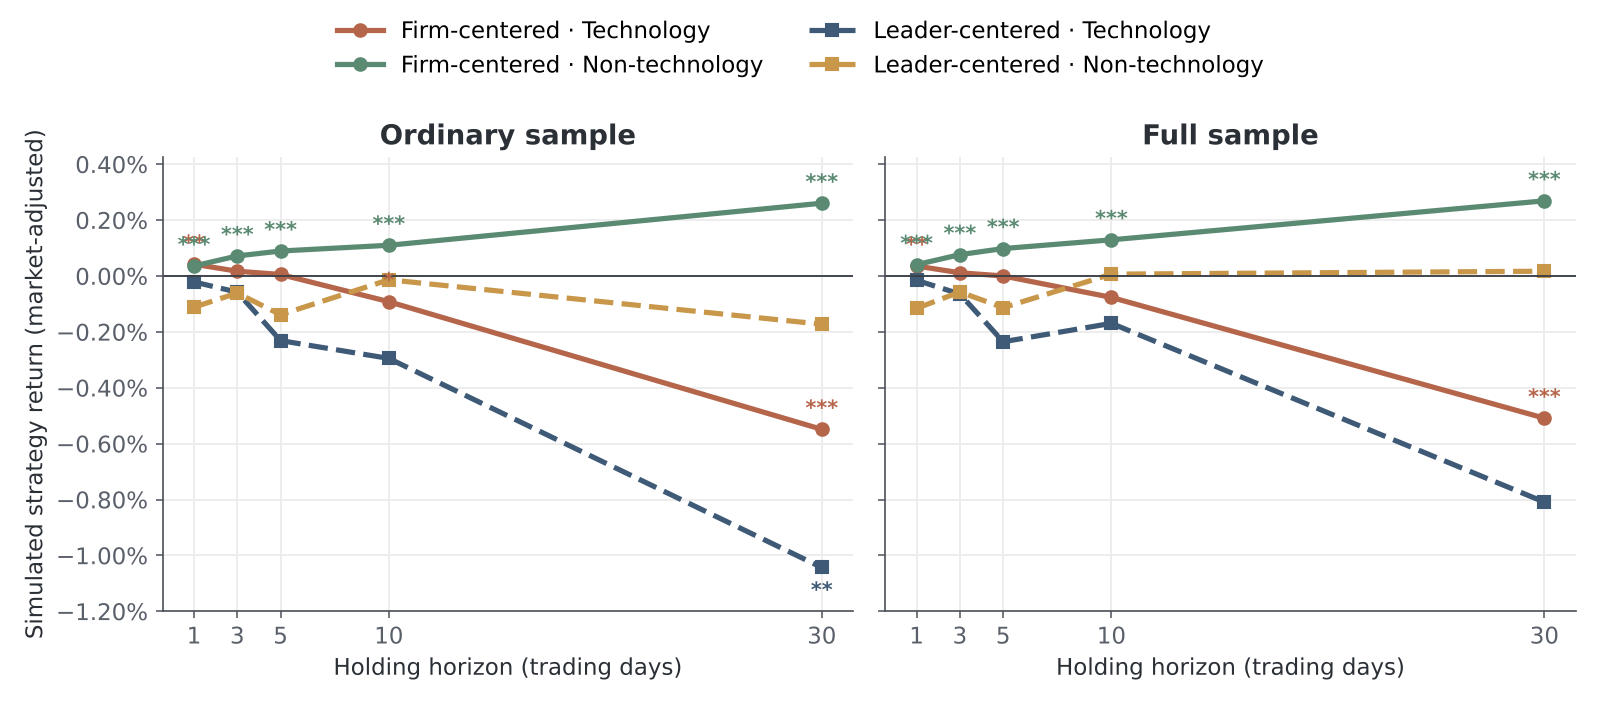 Firm-centered · Technology
Firm-centered · Non-technology
Leader-centered · Technology
Leader-centered · Non-technology
Simulated strategy return (market-adjusted)
Ordinary sample
0.40%
0.20%
0.00%
−0.20%
−0.40%
−0.60%
−0.80%
−1.00%
−1.20%
***
***
***
***
***
*
***
**
1 3 5 10 30
Holding horizon (trading days)
Full sample
***
***
***
***
***
***
1 3 5 10 30
Holding horizon (trading days)